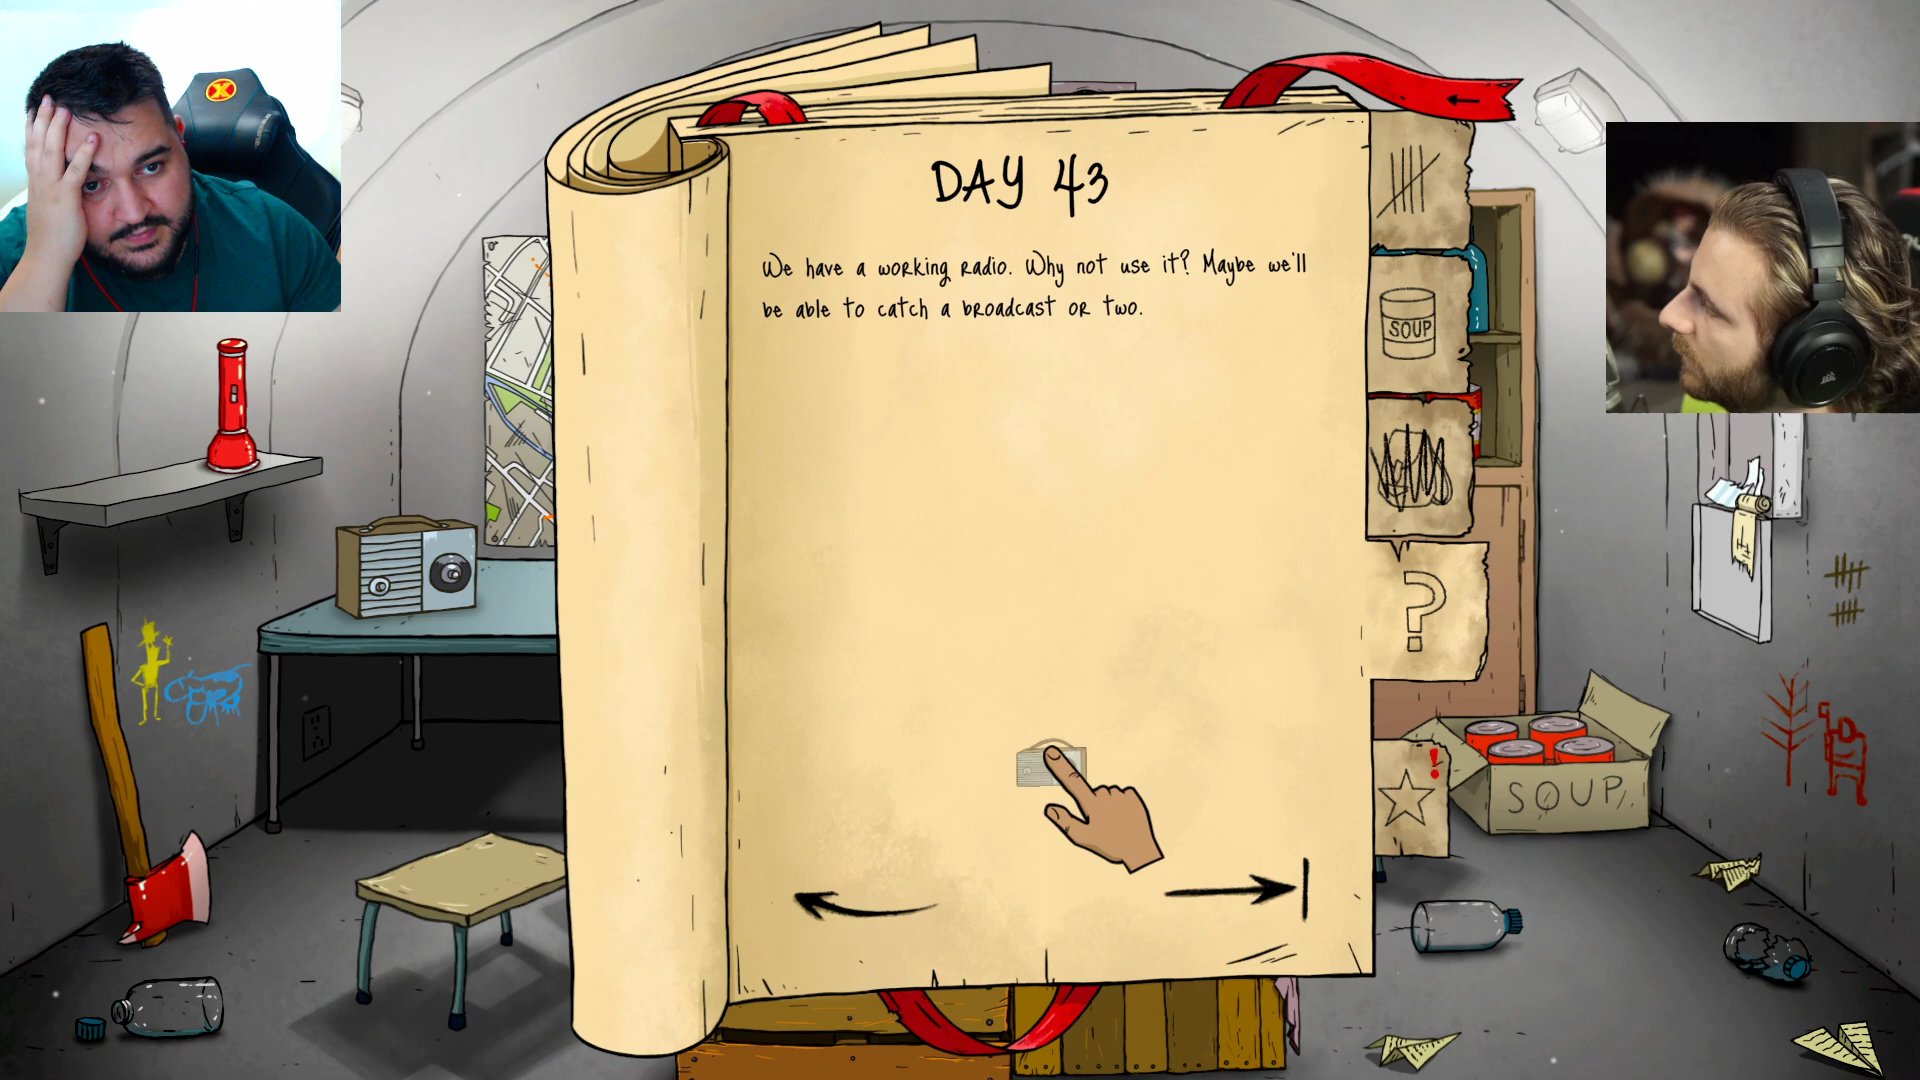 DAY 43
We have a working radio. Why not use it? Maybe we'll
be able to catch a broadcast or two.
SOUP
?
!
SOUP